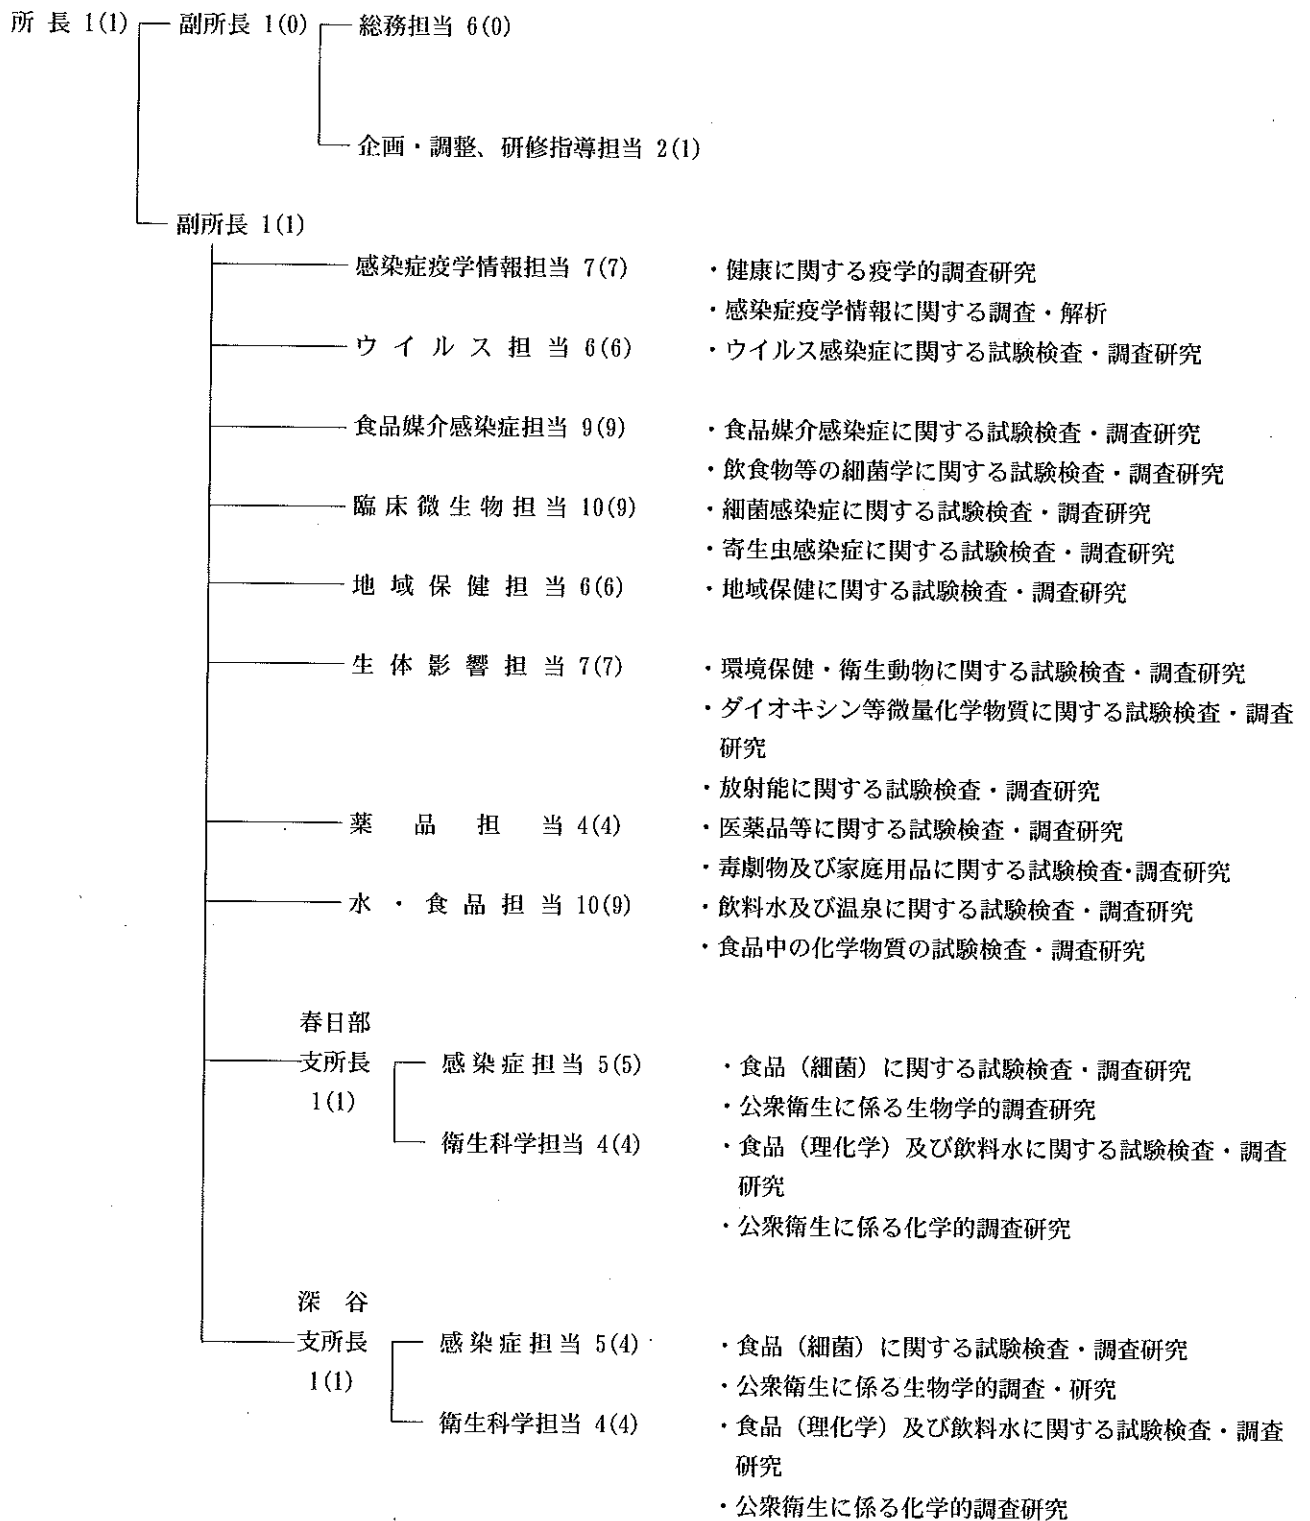 所 長 1(1) 副所長 1(0) 総務担当 6(0)
企画・調整、研修指導担当 2(1)
副所長 1(1)
感染症疫学情報担当 7(7) ・健康に関する疫学的調査研究
・感染症疫学情報に関する調査・解析
ウイルス担当 6(6) ・ウイルス感染症に関する試験検査・調査研究
食品媒介感染症担当 9(9) ・食品媒介感染症に関する試験検査・調査研究
・飲食物等の細菌学に関する試験検査・調査研究
臨床微生物担当 10(9) ・細菌感染症に関する試験検査・調査研究
・寄生虫感染症に関する試験検査・調査研究
地域保健担当 6(6) ・地域保健に関する試験検査・調査研究
生体影響担当 7(7) ・環境保健・衛生動物に関する試験検査・調査研究
・ダイオキシン等微量化学物質に関する試験検査・調査
研究
・放射能に関する試験検査・調査研究
薬品担当 4(4) ・医薬品等に関する試験検査・調査研究
・毒劇物及び家庭用品に関する試験検査・調査研究
水・食品担当 10(9) ・飲料水及び温泉に関する試験検査・調査研究
・食品中の化学物質の試験検査・調査研究
春日部
支所長 感染症担当 5(5) ・食品（細菌）に関する試験検査・調査研究
1(1) ・公衆衛生に係る生物学的調査研究
衛生科学担当 4(4) ・食品（理化学）及び飲料水に関する試験検査・調査
研究
・公衆衛生に係る化学的調査研究
深 谷
支所長 感染症担当 5(4) ・食品（細菌）に関する試験検査・調査研究
1(1) ・公衆衛生に係る生物学的調査・研究
衛生科学担当 4(4) ・食品（理化学）及び飲料水に関する試験検査・調査
研究
・公衆衛生に係る化学的調査研究